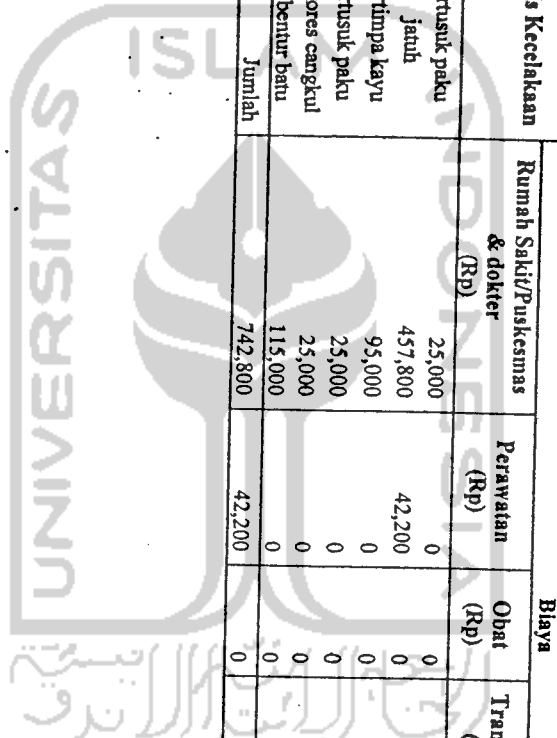 Biaya
s Kecelakaan Rumah Sakit/Puskesmas Perawatan Obat Tran
& dokter (Rp) (Rp) (
(Rp)
rtusuk paku 25,000 0 0
jatuh 457,800 42,200 0
rtimpa kayu 95,000 0 0
rtusuk paku 25,000 0 0
ores cangkul 25,000 0 0
bentur batu 115,000 0 0
Jumlah 742,800 42,200 0
UNIVERSITAS
ISL
INDONESIA